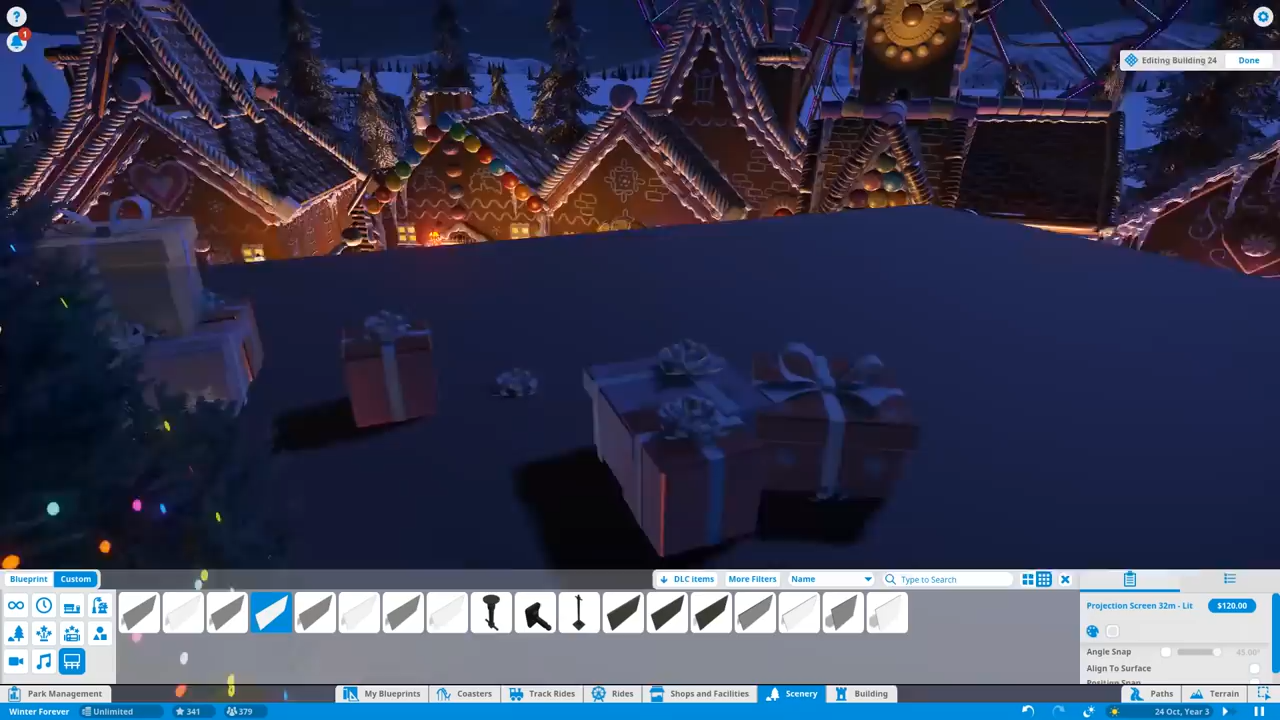 ?
1
Editing Building 24
Done
Blueprint
Custom
DLC items
More Filters
Name
Type to Search
Projection Screen 32m - Lit
$120.00
Angle Snap
45.00°
Align To Surface
Park Management
My Blueprints
Coasters
Track Rides
Rides
Shops and Facilities
Scenery
Building
Paths
Terrain
Winter Forever
Unlimited
341
379
24 Oct, Year 3